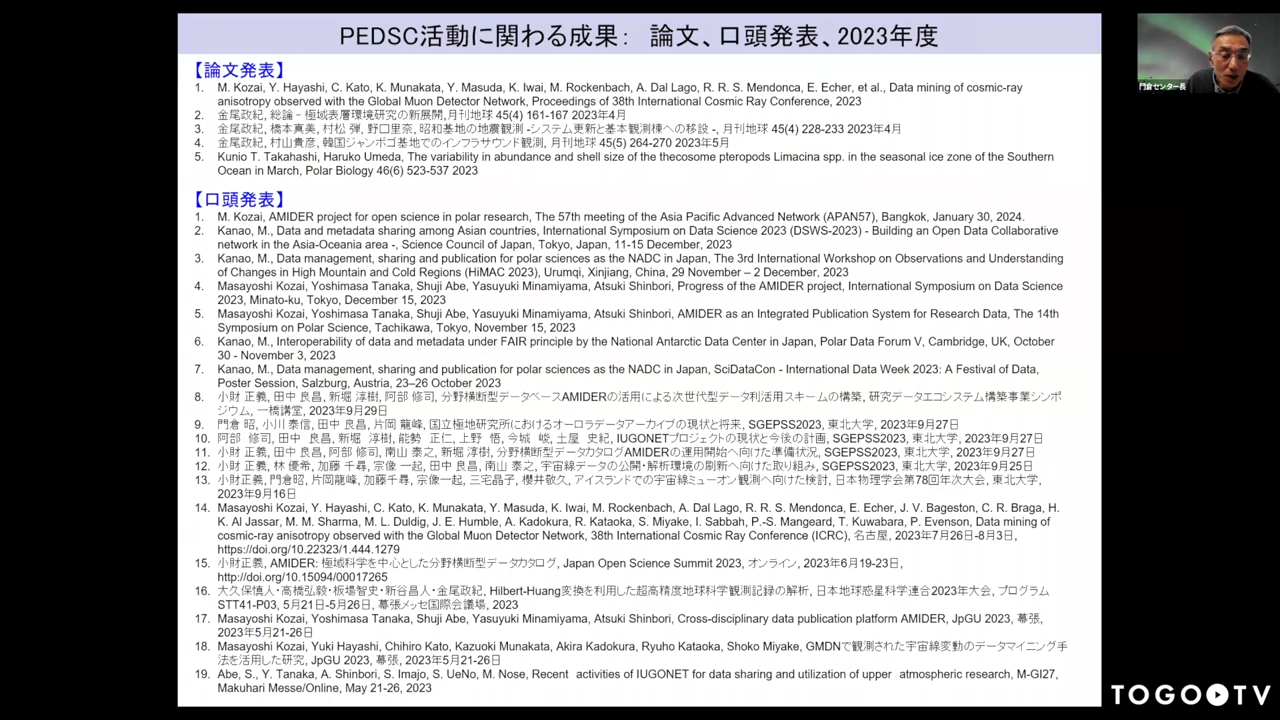 PEDSC活動に関わる成果： 論文、口頭発表、2023年度
【論文発表】
1. M. Kozai, Y. Hayashi, C. Kato, K. Munakata, Y. Masuda, K. Iwai, M. Rockenbach, A. Dal Lago, R. R. S. Mendonca, E. Echer, et al., Data mining of cosmic-ray
anisotropy observed with the Global Muon Detector Network, Proceedings of 38th International Cosmic Ray Conference, 2023
2. 金尾政紀, 総論 – 極域表層環境研究の新展開,月刊地球 45(4) 161-167 2023年4月
3. 金尾政紀, 橋本真美, 村松 弾, 野口里奈, 昭和基地の地震観測 -システム更新と基本観測棟への移設 -, 月刊地球 45(4) 228-233 2023年4月
4. 金尾政紀, 村山貴彦, 韓国ジャンボゴ基地でのインフラサウンド観測, 月刊地球 45(5) 264-270 2023年5月
5. Kunio T. Takahashi, Haruko Umeda, The variability in abundance and shell size of the thecosome pteropods Limacina spp. in the seasonal ice zone of the Southern
Ocean in March, Polar Biology 46(6) 523-537 2023
【口頭発表】
1. M. Kozai, AMIDER project for open science in polar research, The 57th meeting of the Asia Pacific Advanced Network (APAN57), Bangkok, January 30, 2024.
2. Kanao, M., Data and metadata sharing among Asian countries, International Symposium on Data Science 2023 (DSWS-2023) - Building an Open Data Collaborative
network in the Asia-Oceania area -, Science Council of Japan, Tokyo, Japan, 11-15 December, 2023
3. Kanao, M., Data management, sharing and publication for polar sciences as the NADC in Japan, The 3rd International Workshop on Observations and Understanding
of Changes in High Mountain and Cold Regions (HiMAC 2023), Urumqi, Xinjiang, China, 29 November – 2 December, 2023
4. Masayoshi Kozai, Yoshimasa Tanaka, Shuji Abe, Yasuyuki Minamiyama, Atsuki Shinbori, Progress of the AMIDER project, International Symposium on Data Science
2023, Minato-ku, Tokyo, December 15, 2023
5. Masayoshi Kozai, Yoshimasa Tanaka, Shuji Abe, Yasuyuki Minamiyama, Atsuki Shinbori, AMIDER as an Integrated Publication System for Research Data, The 14th
Symposium on Polar Science, Tachikawa, Tokyo, November 15, 2023
6. Kanao, M., Interoperability of data and metadata under FAIR principle by the National Antarctic Data Center in Japan, Polar Data Forum V, Cambridge, UK, October
30 - November 3, 2023
7. Kanao, M., Data management, sharing and publication for polar sciences as the NADC in Japan, SciDataCon - International Data Week 2023: A Festival of Data,
Poster Session, Salzburg, Austria, 23–26 October 2023
8. 小財 正義, 田中 良昌, 新堀 淳樹, 阿部 修司, 分野横断型データベースAMIDERの活用による次世代型データ利活用スキームの構築, 研究データエコシステム構築事業シンポ
ジウム, 一橋講堂, 2023年9月29日
9. 門倉 昭, 小川 泰信, 田中 良昌, 片岡 龍峰, 国立極地研究所におけるオーロラデータアーカイブの現状と将来, SGEPSS2023, 東北大学, 2023年9月27日
10. 阿部 修司, 田中 良昌, 新堀 淳樹, 能勢 正仁, 上野 悟, 今城 峻, 土屋 史紀, IUGONETプロジェクトの現状と今後の計画, SGEPSS2023, 東北大学, 2023年9月27日
11. 小財 正義, 田中 良昌, 阿部 修司, 南山 泰之, 新堀 淳樹, 分野横断型データカタログAMIDERの運用開始へ向けた準備状況, SGEPSS2023, 東北大学, 2023年9月27日
12. 小財 正義, 林 優希, 加藤 千尋, 宗像 一起, 田中 良昌, 南山 泰之, 宇宙線データの公開・解析環境の刷新へ向けた取り組み, SGEPSS2023, 東北大学, 2023年9月25日
13. 小財正義, 門倉昭, 片岡龍峰, 加藤千尋, 宗像一起, 三宅晶子, 櫻井敬久, アイスランドでの宇宙線ミューオン観測へ向けた検討, 日本物理学会第78回年次大会, 東北大学,
2023年9月16日
14. Masayoshi Kozai, Y. Hayashi, C. Kato, K. Munakata, Y. Masuda, K. Iwai, M. Rockenbach, A. Dal Lago, R. R. S. Mendonca, E. Echer, J. V. Bageston, C. R. Braga, H.
K. Al Jassar, M. M. Sharma, M. L. Duldig, J. E. Humble, A. Kadokura, R. Kataoka, S. Miyake, I. Sabbah, P.-S. Mangeard, T. Kuwabara, P. Evenson, Data mining of
cosmic-ray anisotropy observed with the Global Muon Detector Network, 38th International Cosmic Ray Conference (ICRC), 名古屋, 2023年7月26日-8月3日,
https://doi.org/10.22323/1.444.1279
15. 小財正義, AMIDER: 極域科学を中心とした分野横断型データカタログ, Japan Open Science Summit 2023, オンライン, 2023年6月19-23日,
http://doi.org/10.15094/00017265
16. 大久保慎人・高橋弘毅・板場智史・新谷昌人・金尾政紀, Hilbert-Huang変換を利用した超高精度地球科学観測記録の解析, 日本地球惑星科学連合2023年大会, プログラム
STT41-P03, 5月21日-5月26日, 幕張メッセ国際会議場, 2023
17. Masayoshi Kozai, Yoshimasa Tanaka, Shuji Abe, Yasuyuki Minamiyama, Atsuki Shinbori, Cross-disciplinary data publication platform AMIDER, JpGU 2023, 幕張,
2023年5月21-26日
18. Masayoshi Kozai, Yuki Hayashi, Chihiro Kato, Kazuoki Munakata, Akira Kadokura, Ryuho Kataoka, Shoko Miyake, GMDNで観測された宇宙線変動のデータマイニング手
法を活用した研究, JpGU 2023, 幕張, 2023年5月21-26日
19. Abe, S., Y. Tanaka, A. Shinbori, S. Imajo, S. UeNo, M. Nose, Recent activities of IUGONET for data sharing and utilization of upper atmospheric research, M-GI27,
Makuhari Messe/Online, May 21-26, 2023
門倉センター長
TOGO TV